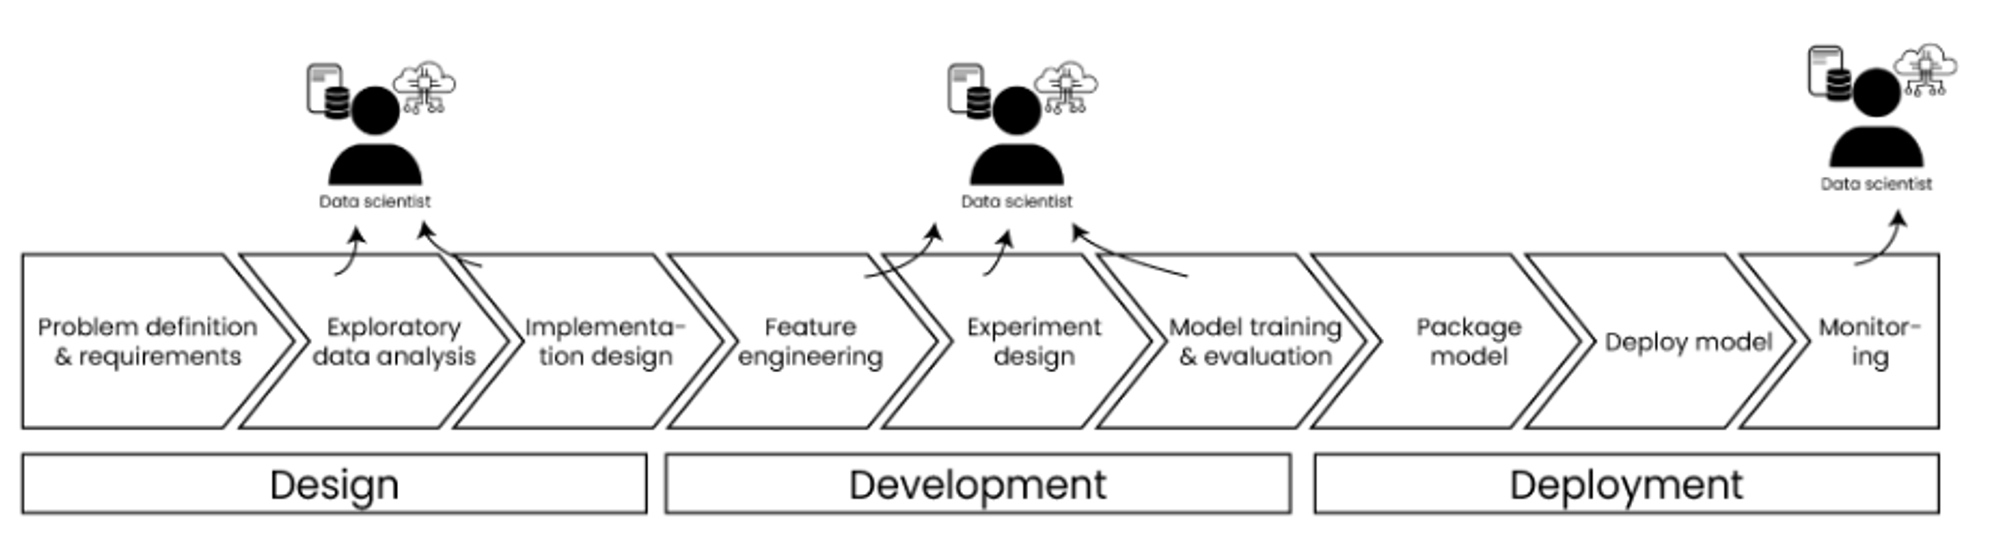 Data scientist
Data scientist
Data scientist
Problem definition
& requirements
Exploratory
data analysis
Implementa-
tion design
Feature
engineering
Experiment
design
Model training
& evaluation
Package
model
Deploy model
Monitor-
ing
Design
Development
Deployment